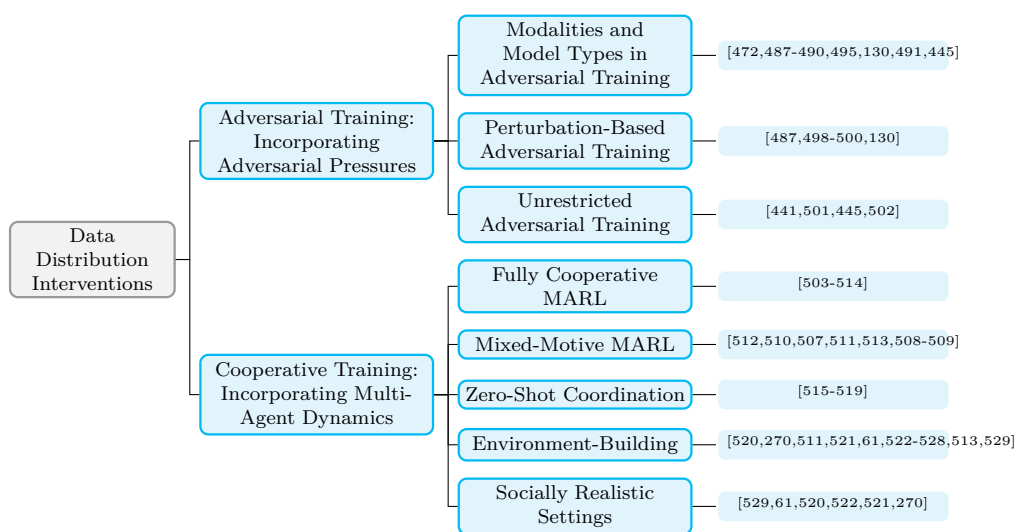 Data
Distribution
Interventions
Adversarial Training:
Incorporating
Adversarial Pressures
Modalities and
Model Types in
Adversarial Training
[472,487-490,495,130,491,445]
Perturbation-Based
Adversarial Training
[487,498-500,130]
Unrestricted
Adversarial Training
[441,501,445,502]
Cooperative Training:
Incorporating Multi-
Agent Dynamics
Fully Cooperative
MARL
[503-514]
Mixed-Motive MARL
[512,510,507,511,513,508-509]
Zero-Shot Coordination
[515-519]
Environment-Building
[520,270,511,521,61,522-528,513,529]
Socially Realistic
Settings
[529,61,520,522,521,270]